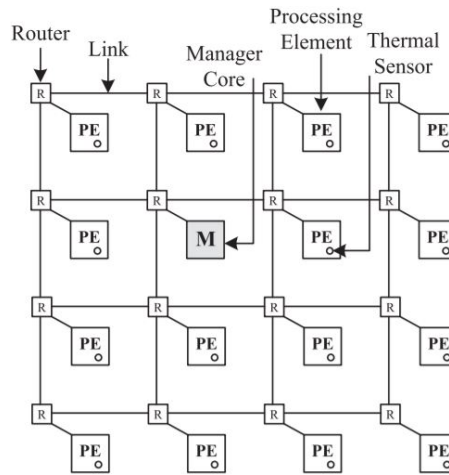 Router
Link
Manager
Core
Processing
Element
Thermal
Sensor
R R R R
PE PE PE PE
R R R R
PE M PE PE
R R R R
PE PE PE PE
R R R R
PE PE PE PE